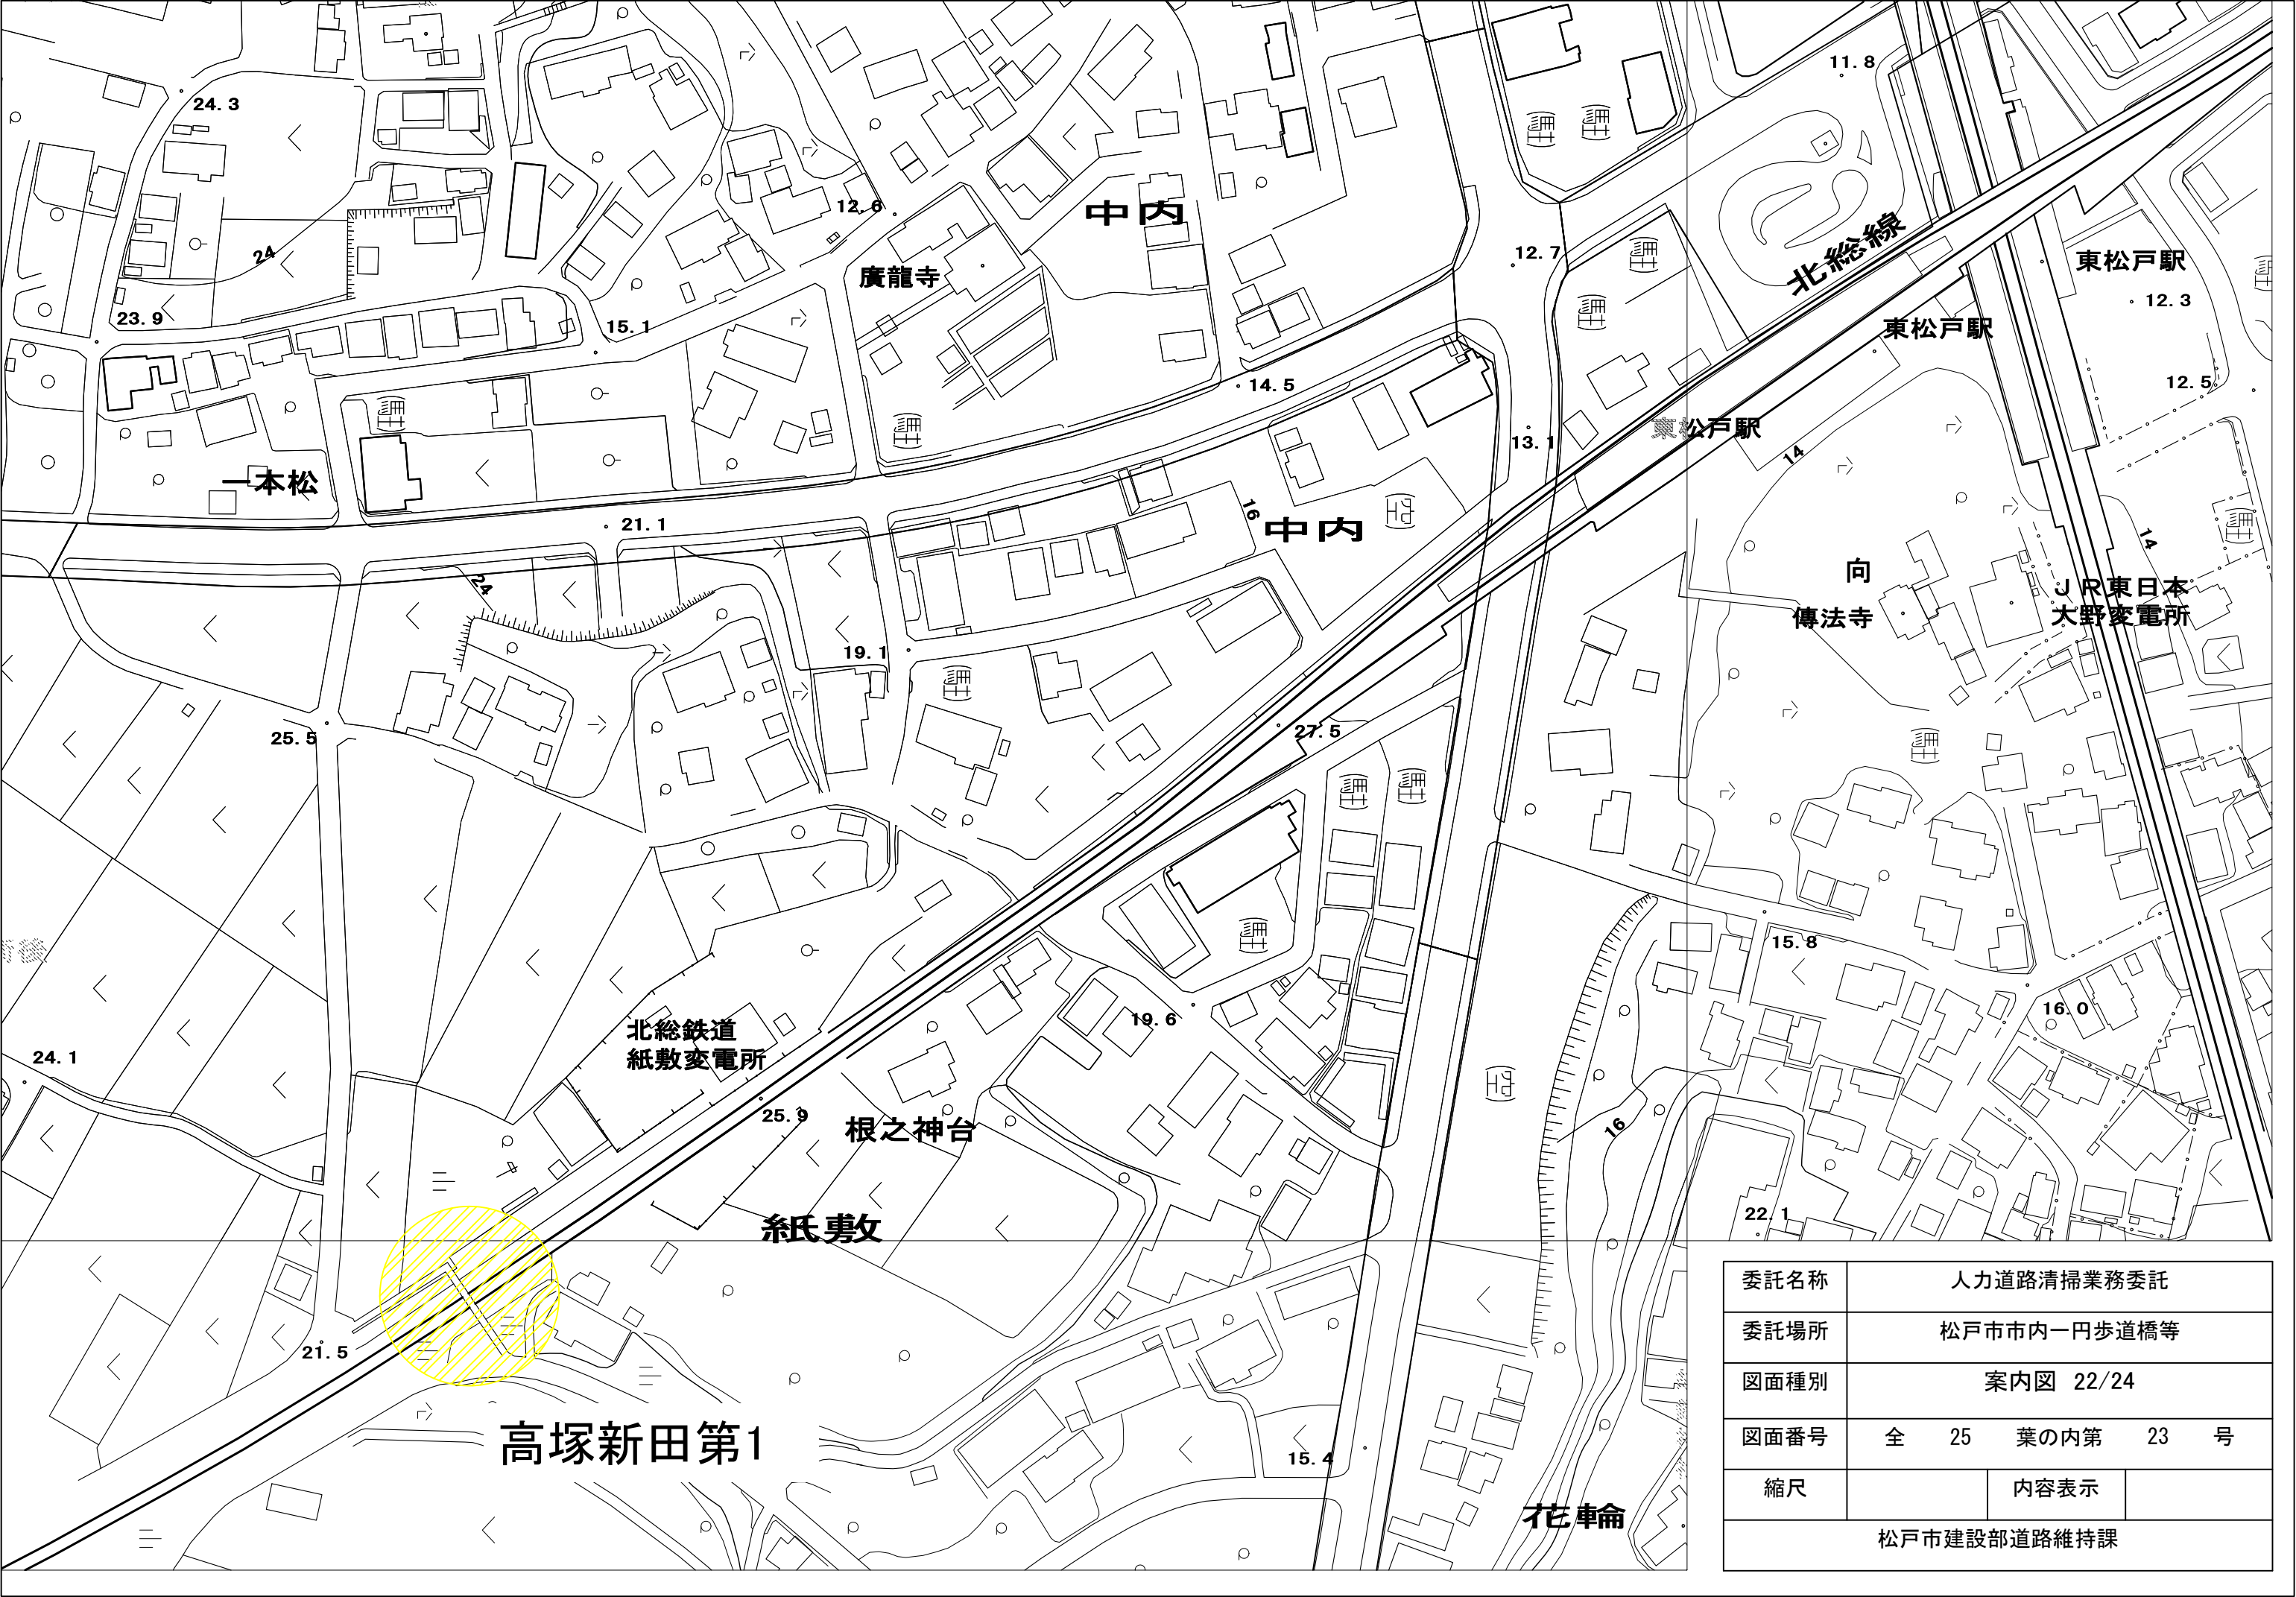 11.8
24.3
12.6
中内
12.7
北総線
東松戸駅
24
廣龍寺
12.3
23.9
15.1
東松戸駅
14.5
12.5
東松戸駅
13.1
14
一本松
21.1
16
中内
14
24
向
JR東日本
大野変電所
傳法寺
19.1
25.5
27.5
15.8
16.0
19.6
北総鉄道
紙敷変電所
24.1
25.9
根之神台
16
紙敷
22.1
21.5
高塚新田第1
15.4
花輪
委託名称 人力道路清掃業務委託
委託場所 松戸市市内一円歩道橋等
図面種別 案内図 22/24
図面番号 全 25 葉の内第 23 号
縮尺 内容表示
松戸市建設部道路維持課